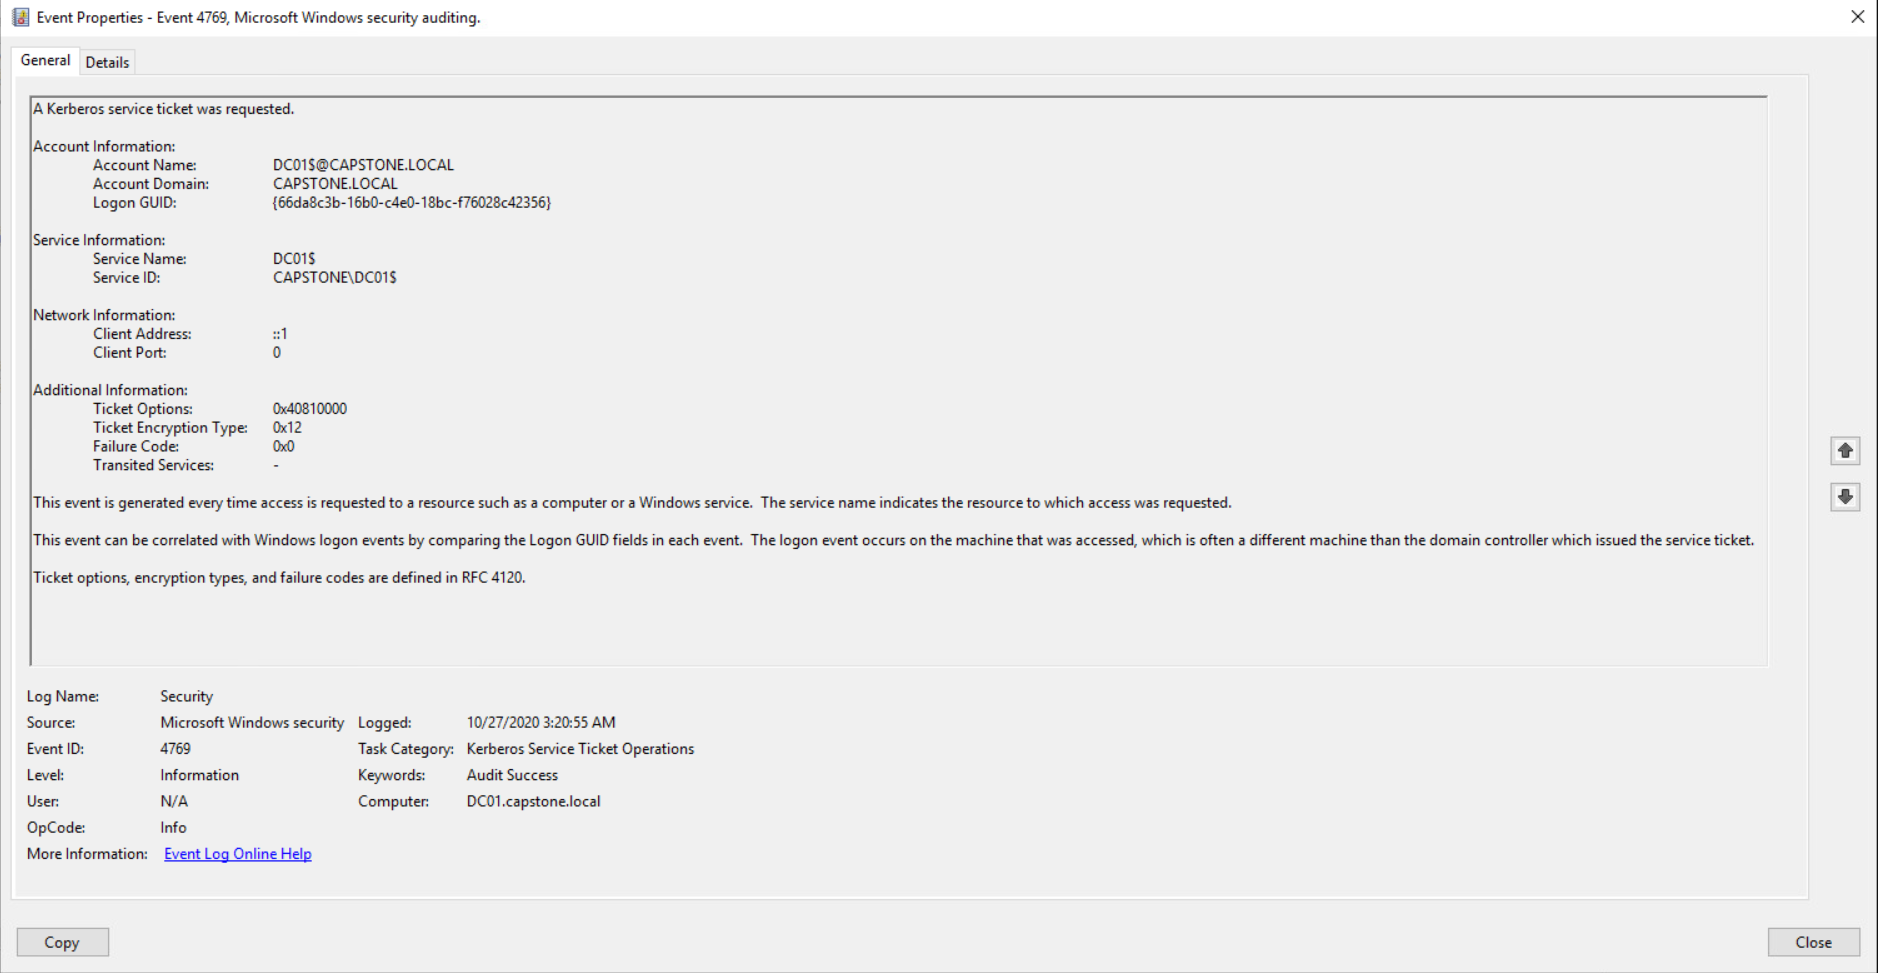 Event Properties - Event 4769, Microsoft Windows security auditing.
General Details
A Kerberos service ticket was requested.
Account Information:
Account Name: DC01$@CAPSTONE.LOCAL
Account Domain: CAPSTONE.LOCAL
Logon GUID: {66da8c3b-16b0-c4e0-18bc-f76028c42356}
Service Information:
Service Name: DC01$
Service ID: CAPSTONE\DC01$
Network Information:
Client Address: ::1
Client Port: 0
Additional Information:
Ticket Options: 0x40810000
Ticket Encryption Type: 0x12
Failure Code: 0x0
Transited Services: -
This event is generated every time access is requested to a resource such as a computer or a Windows service.  The service name indicates the resource to which access was requested.
This event can be correlated with Windows logon events by comparing the Logon GUID fields in each event.  The logon event occurs on the machine that was accessed, which is often a different machine than the domain controller which issued the service ticket.
Ticket options, encryption types, and failure codes are defined in RFC 4120.
Log Name: Security
Source: Microsoft Windows security Logged: 10/27/2020 3:20:55 AM
Event ID: 4769 Task Category: Kerberos Service Ticket Operations
Level: Information Keywords: Audit Success
User: N/A Computer: DC01.capstone.local
OpCode: Info
More Information: Event Log Online Help
Copy Close